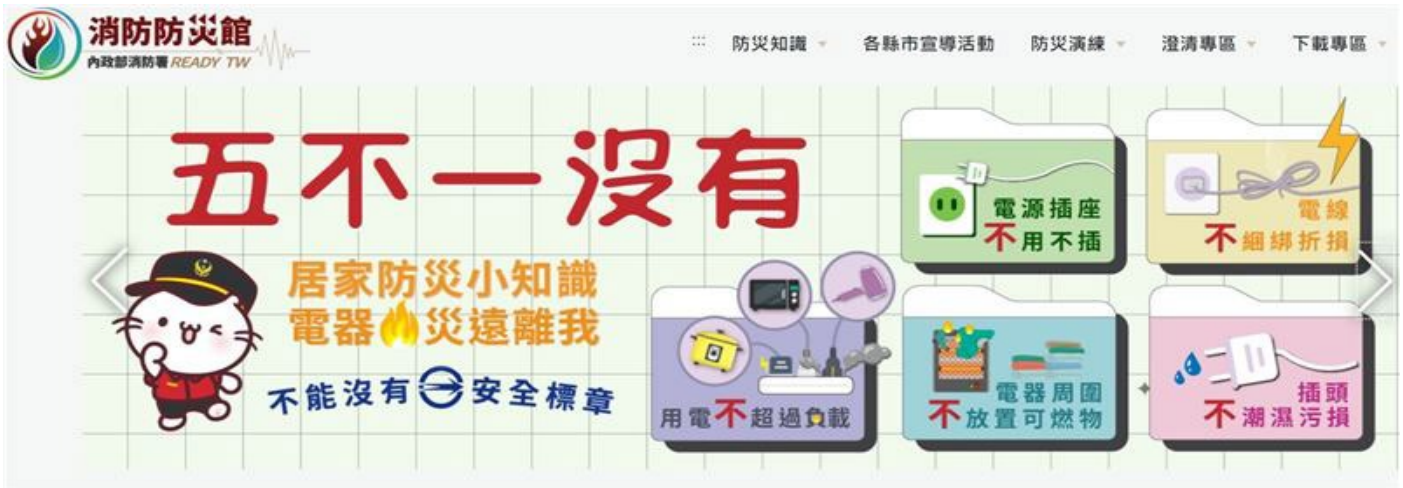 消防防災館
內政部消防署 READY TW
::: 防災知識 各縣市宣導活動 防災演練 澄清專區 下載專區
五不一沒有
居家防災小知識
電器災遠離我
不能沒有安全標章
電源插座
不用不插
電線
不綑綁折損
用電不超過負載
電器周圍
不放置可燃物
插頭
不潮濕污損